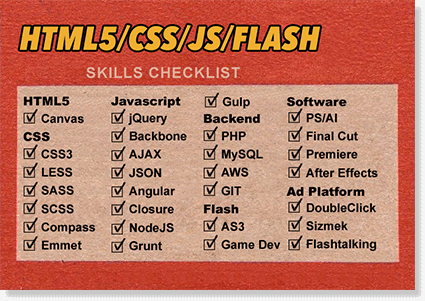 HTML5/CSS/JS/FLASH
SKILLS CHECKLIST
HTML5
Canvas
CSS
CSS3
LESS
SASS
SCSS
Compass
Emmet
Javascript
jQuery
Backbone
AJAX
JSON
Angular
Closure
NodeJS
Grunt
Gulp
Backend
PHP
MySQL
AWS
GIT
Flash
AS3
Game Dev
Software
PS/AI
Final Cut
Premiere
After Effects
Ad Platform
DoubleClick
Sizmek
Flashtalking